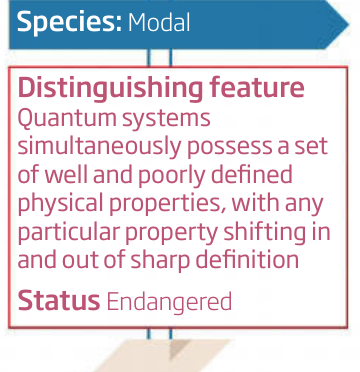 Species: Modal
Distinguishing feature
Quantum systems
simultaneously possess a set
of well and poorly defined
physical properties, with any
particular property shifting in
and out of sharp definition
Status Endangered